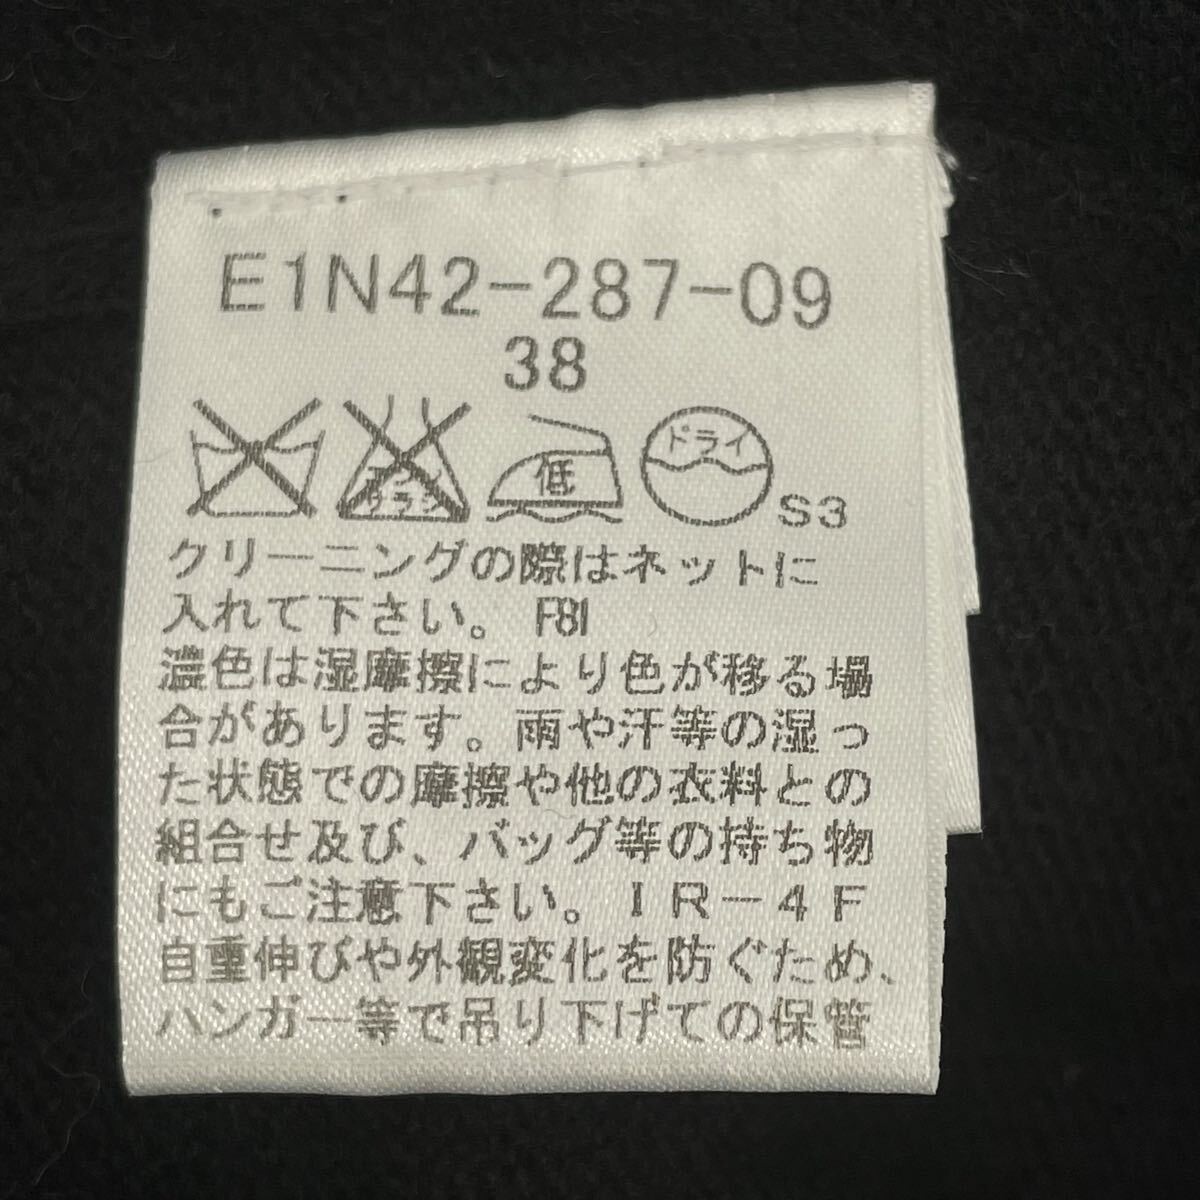 E1N42-287-09
38
エンソ
サラシ
低
ドライ
S3
クリーニングの際はネットに
入れて下さい。 F81
濃色は湿摩擦により色が移る場
合があります。雨や汗等の湿っ
た状態での摩擦や他の衣料との
組合せ及び、バッグ等の持ち物
にもご注意下さい。IR-4F
自重伸びや外観変化を防ぐため、
ハンガー等で吊り下げての保管